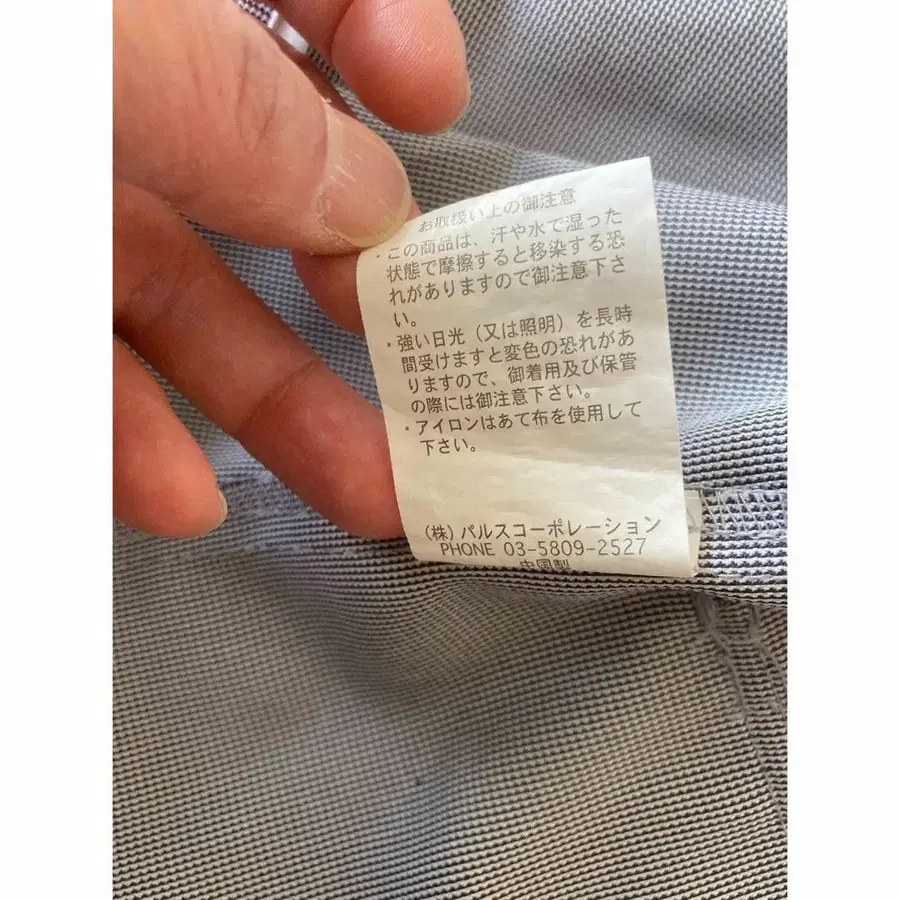 お取扱い上の御注意
・この商品は、汗や水で湿った
状態で摩擦すると移染する恐
れがありますので御注意下さ
い。
・強い日光（又は照明）を長時
間受けますと変色の恐れがあ
りますので、御着用及び保管
の際には御注意下さい。
・アイロンはあて布を使用して
下さい。
（株）パルスコーポレーション
PHONE 03-5809-2527
中国製